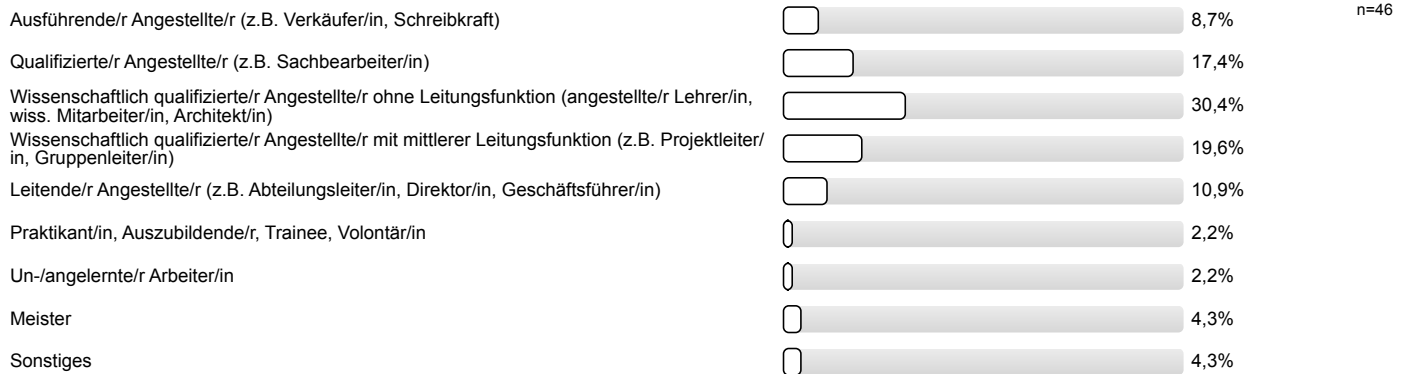 Ausführende/r Angestellte/r (z.B. Verkäufer/in, Schreibkraft) 8,7% n=46
Qualifizierte/r Angestellte/r (z.B. Sachbearbeiter/in) 17,4%
Wissenschaftlich qualifizierte/r Angestellte/r ohne Leitungsfunktion (angestellte/r Lehrer/in,
wiss. Mitarbeiter/in, Architekt/in) 30,4%
Wissenschaftlich qualifizierte/r Angestellte/r mit mittlerer Leitungsfunktion (z.B. Projektleiter/
in, Gruppenleiter/in) 19,6%
Leitende/r Angestellte/r (z.B. Abteilungsleiter/in, Direktor/in, Geschäftsführer/in) 10,9%
Praktikant/in, Auszubildende/r, Trainee, Volontär/in 2,2%
Un-/angelernte/r Arbeiter/in 2,2%
Meister 4,3%
Sonstiges 4,3%